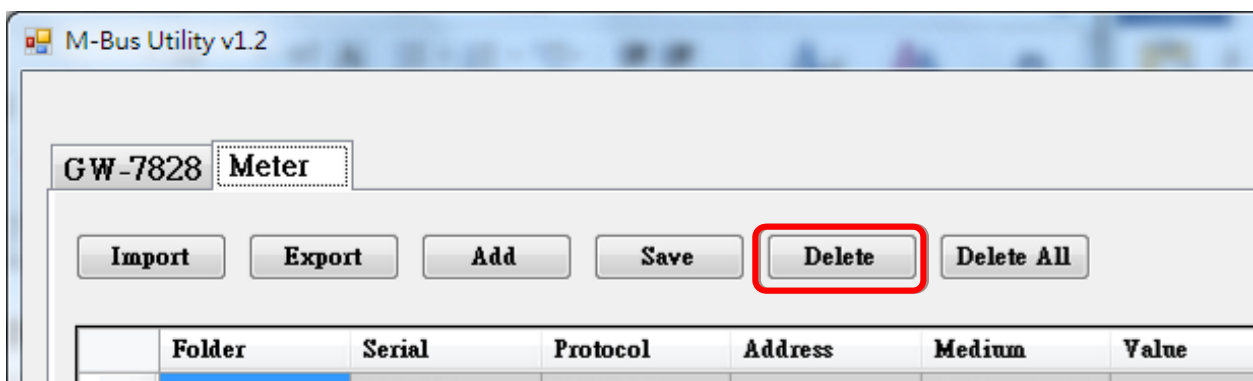 M-Bus Utility v1.2
GW-7828 Meter
Import Export Add Save Delete Delete All
Folder Serial Protocol Address Medium Value